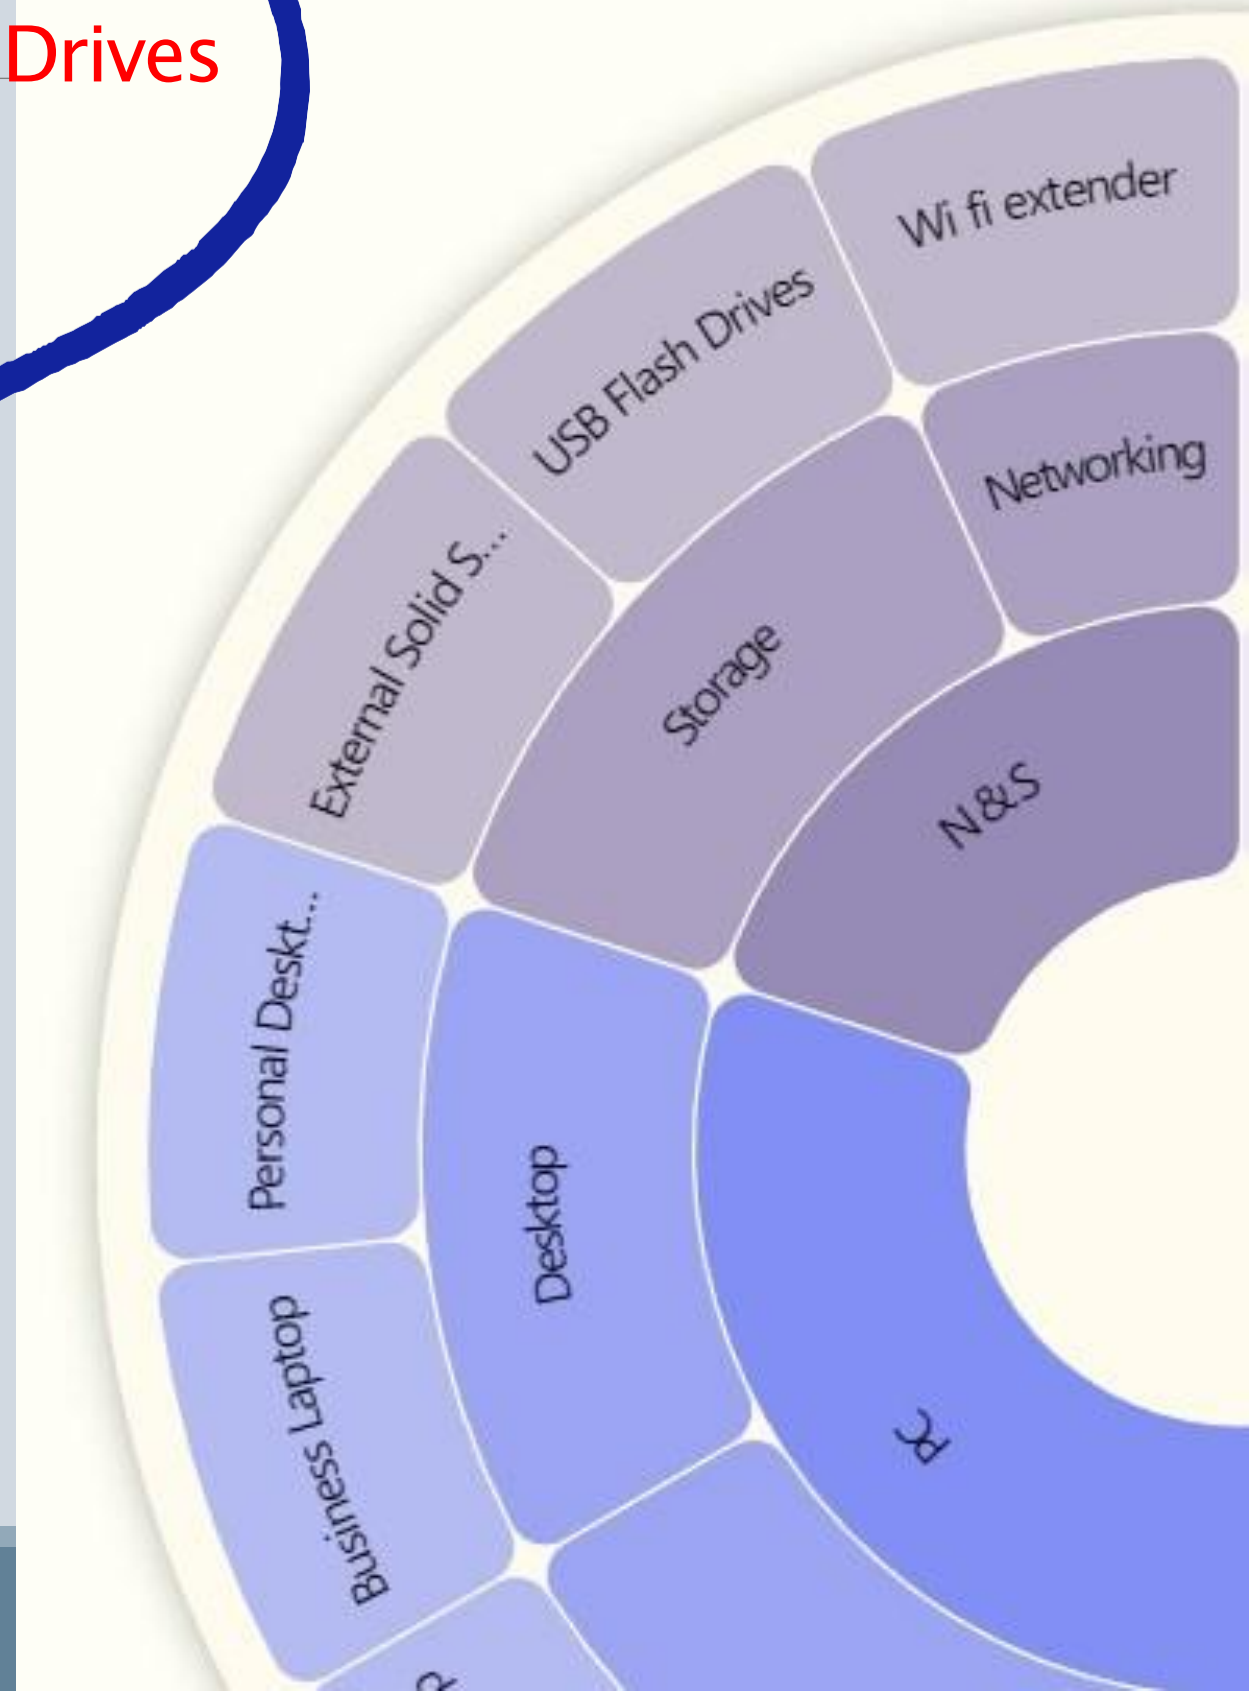 Drives
Wi fi extender
USB Flash Drives
Networking
External Solid S...
Storage
N&S
Personal Deskt...
Desktop
Business Laptop
PC